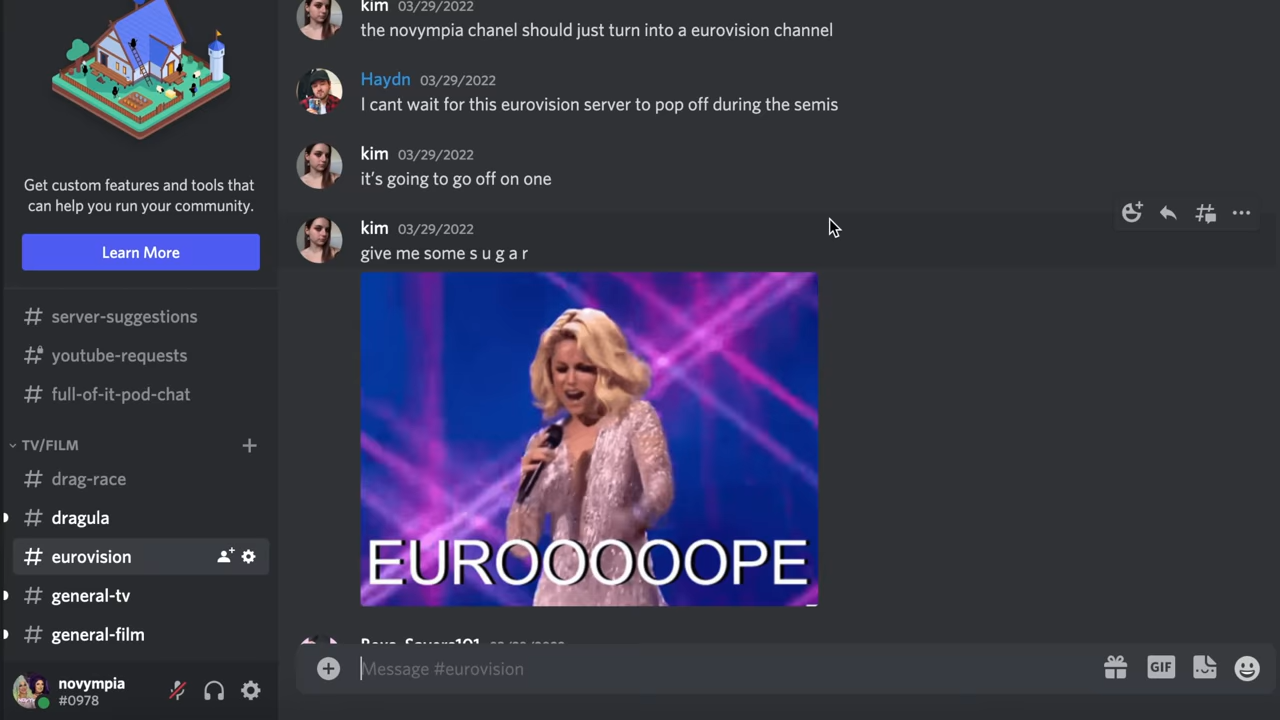 kim 03/29/2022
the novympia chanel should just turn into a eurovision channel
Haydn 03/29/2022
I cant wait for this eurovision server to pop off during the semis
kim 03/29/2022
it's going to go off on one
kim 03/29/2022
give me some s u g a r
EUROOOOOPE
Get custom features and tools that
can help you run your community.
Learn More
server-suggestions
youtube-requests
full-of-it-pod-chat
TV/FILM
drag-race
dragula
eurovision
general-tv
general-film
novympia
#0978
Message #eurovision
GIF